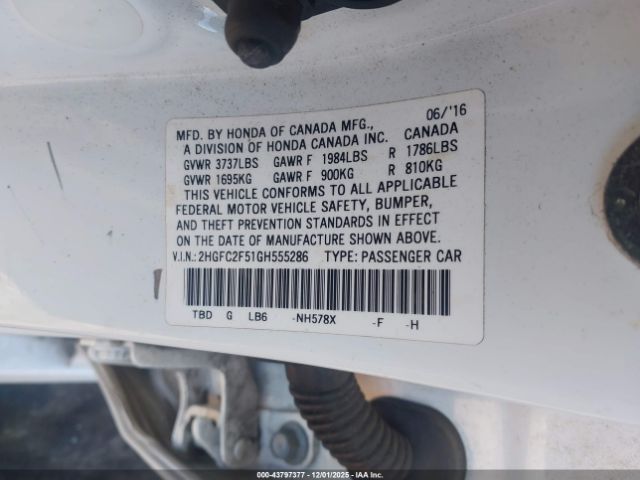 06/'16
MFD. BY HONDA OF CANADA MFG.,
A DIVISION OF HONDA CANADA INC. CANADA
GVWR 3737LBS GAWR F 1984LBS R 1786LBS
GVWR 1695KG GAWR F 900KG R 810KG
THIS VEHICLE CONFORMS TO ALL APPLICABLE
FEDERAL MOTOR VEHICLE SAFETY, BUMPER,
AND THEFT PREVENTION STANDARDS IN EFFECT
ON THE DATE OF MANUFACTURE SHOWN ABOVE.
V.I.N.: 2HGFC2F51GH555286 TYPE: PASSENGER CAR
TBD G LB6 -NH578X -F -H
00-43797377 - 12/01/2025 - IAA Inc.